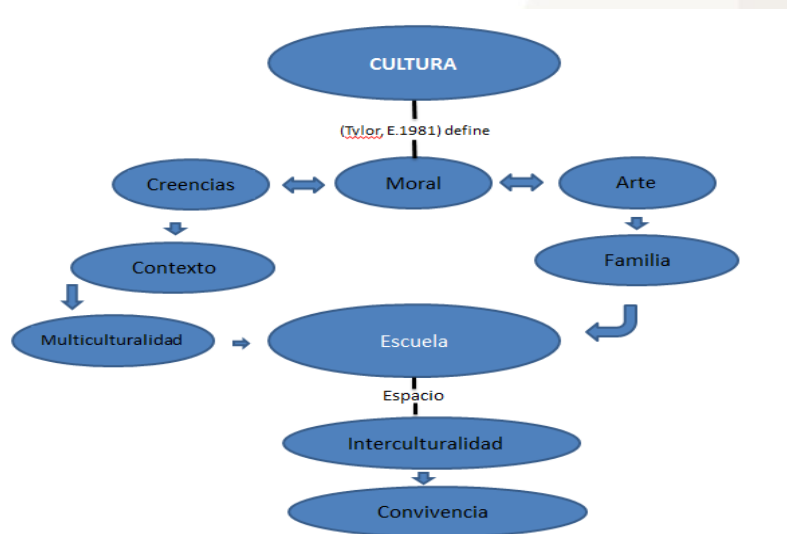 CULTURA
(Tylor, E.1981) define
Creencias
Moral
Arte
Contexto
Familia
Multiculturalidad
Escuela
Espacio
Interculturalidad
Convivencia